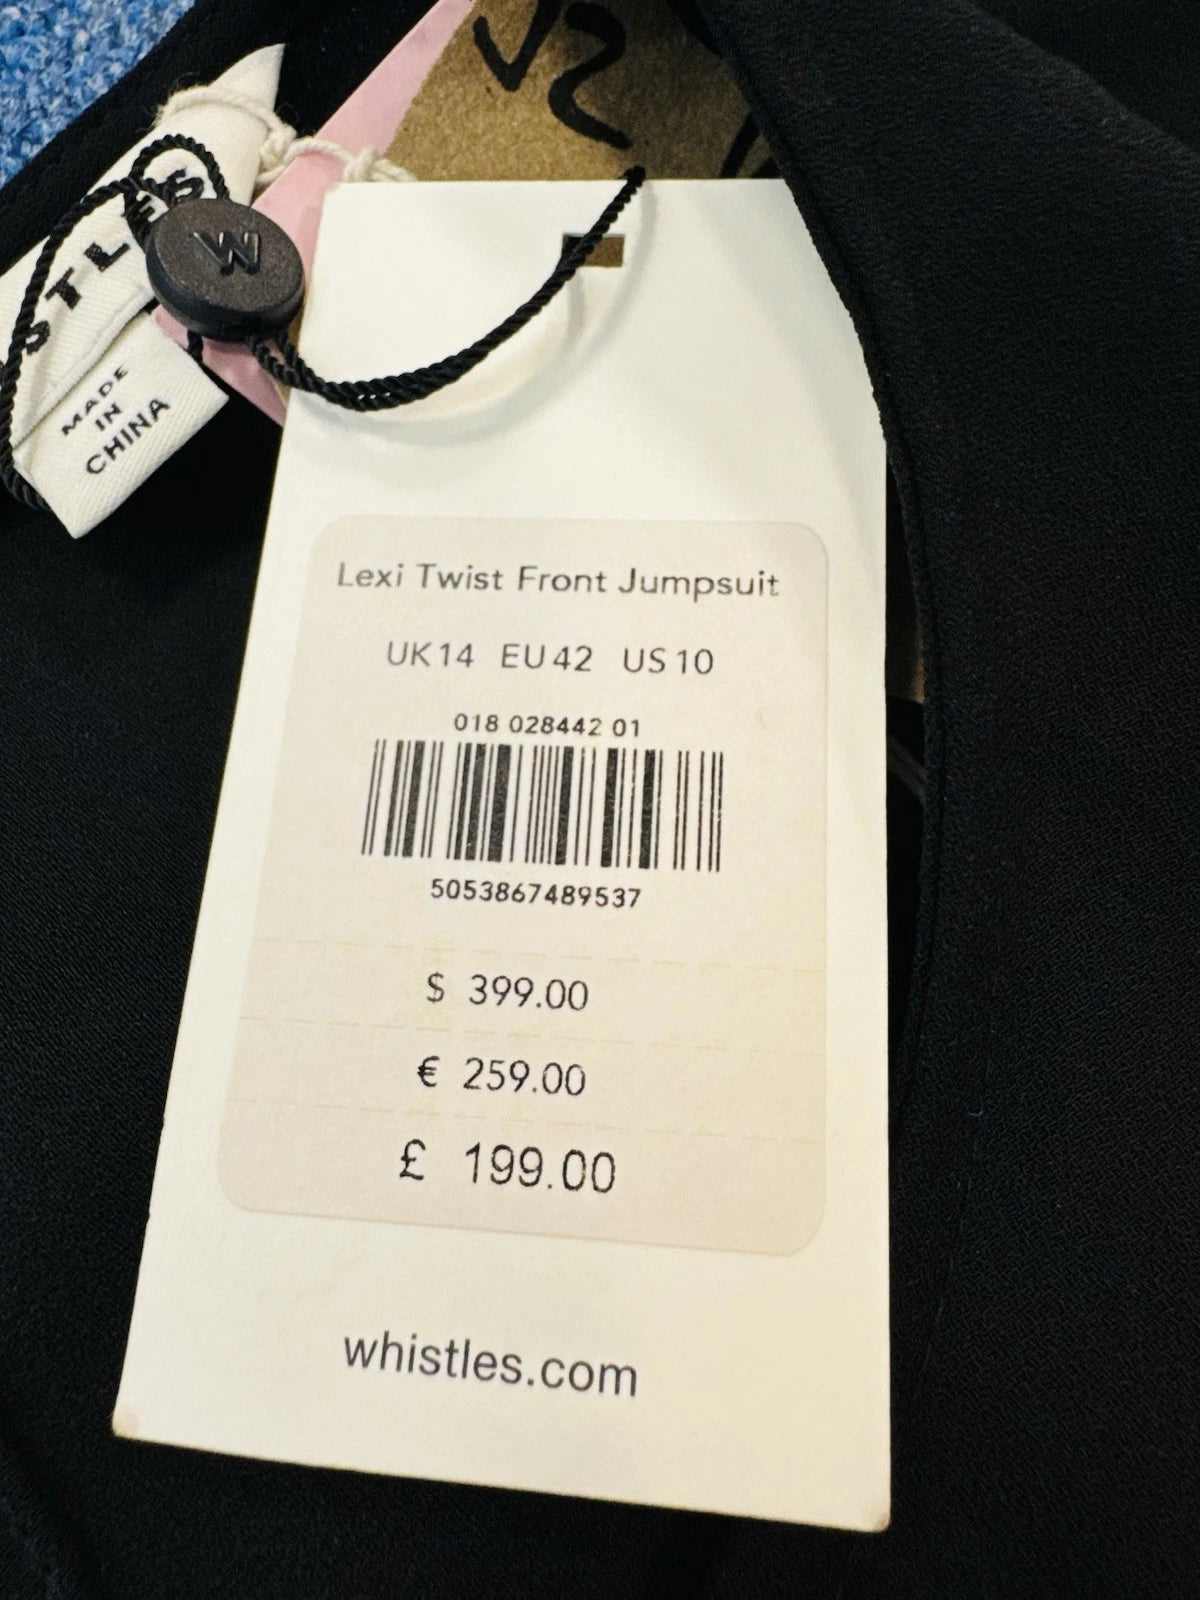 W
MADE
IN
CHINA
Lexi Twist Front Jumpsuit
UK14 EU42 US10
018 028442 01
5053867489537
$ 399.00
€ 259.00
£ 199.00
whistles.com